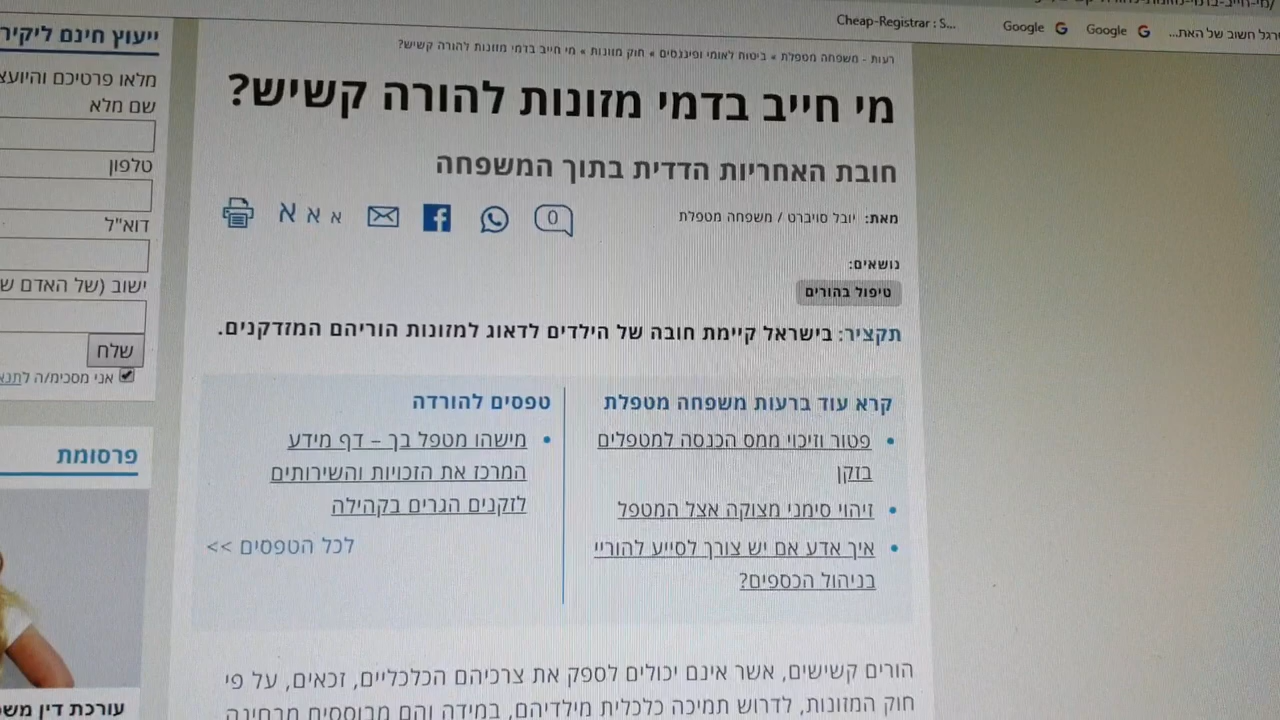 Cheap-Registrar : S...
Google
Google
רגל חשוב של האת...
רעות - משפחה מטפלת » ביטוח לאומי ופיננסים » חוק מזונות » מי חייב בדמי מזונות להורה קשיש?
מי חייב בדמי מזונות להורה קשיש?
חובת האחריות הדדית בתוך המשפחה
מאת: יובל סויברט / משפחה מטפלת
0
א א א
נושאים:
טיפול בהורים
תקציר: בישראל קיימת חובה של הילדים לדאוג למזונות הוריהם המזדקנים.
קרא עוד ברעות משפחה מטפלת
פטור וזיכוי ממס הכנסה למטפלים
בזקן
זיהוי סימני מצוקה אצל המטפל
איך אדע אם יש צורך לסייע להוריי
בניהול הכספים?
טפסים להורדה
מישהו מטפל בך – דף מידע
המרכז את הזכויות והשירותים
לזקנים הגרים בקהילה
לכל הטפסים >>
הורים קשישים, אשר אינם יכולים לספק את צרכיהם הכלכליים, זכאים, על פי
חוק המזונות, לדרוש תמיכה כלכלית מילדיהם, במידה והם מבוססים מבחינה
ייעוץ חינם ליקיר
מלאו פרטיכם והיועצ
שם מלא
טלפון
דוא"ל
ישוב (של האדם ש
שלח
אני מסכימ/ה לתנא
פרסומת
עורכת דין מש